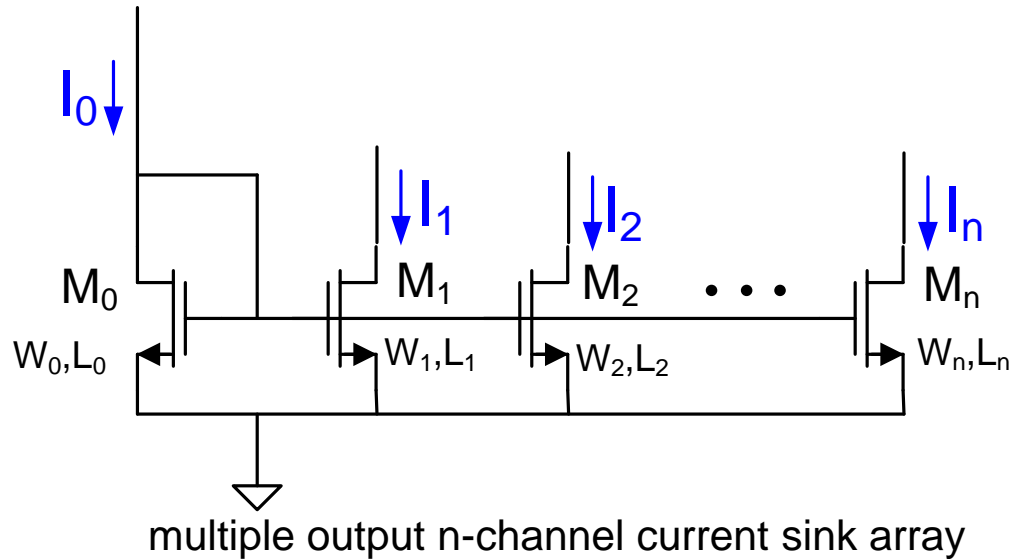 I₀
I₁
I₂
Iₙ
M₀
M₁
M₂
• • •
Mₙ
W₀,L₀
W₁,L₁
W₂,L₂
Wₙ,Lₙ
multiple output n-channel current sink array